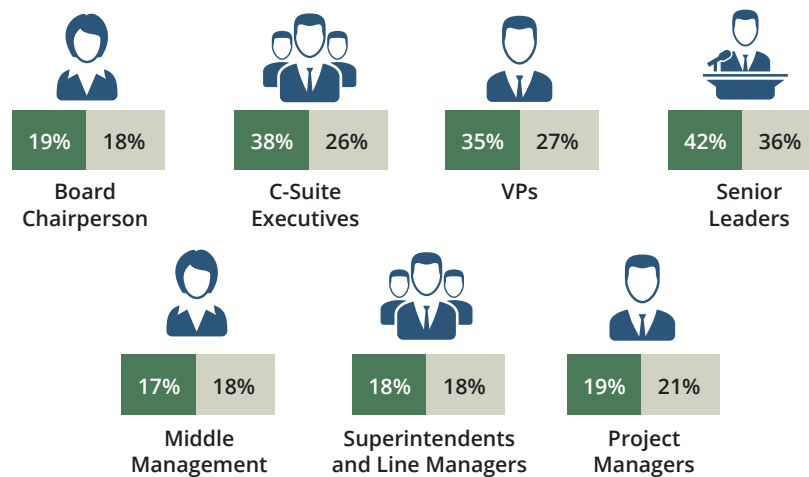 19% 18%
38% 26%
35% 27%
42% 36%
Board
Chairperson
C-Suite
Executives
VPs
Senior
Leaders
17% 18%
18% 18%
19% 21%
Middle
Management
Superintendents
and Line Managers
Project
Managers